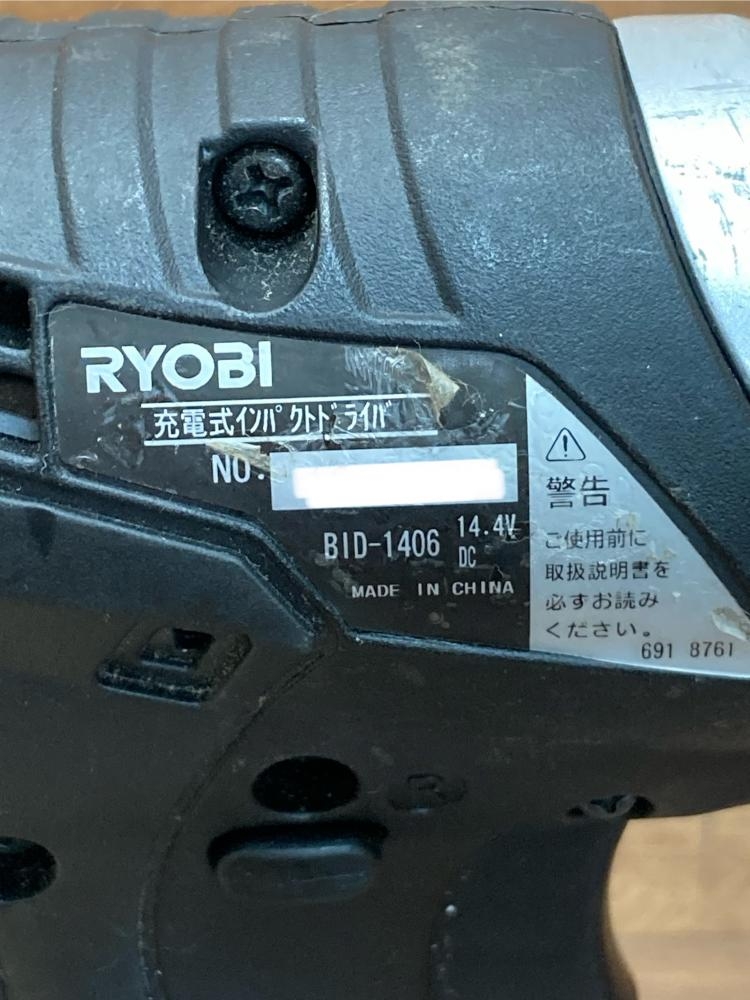 RYOBI
充電式インパクトドライバ
NO.
BID-1406 14.4V
DC
MADE IN CHINA
警告
ご使用前に
取扱説明書を
必ずお読み
ください。
691 8761
R